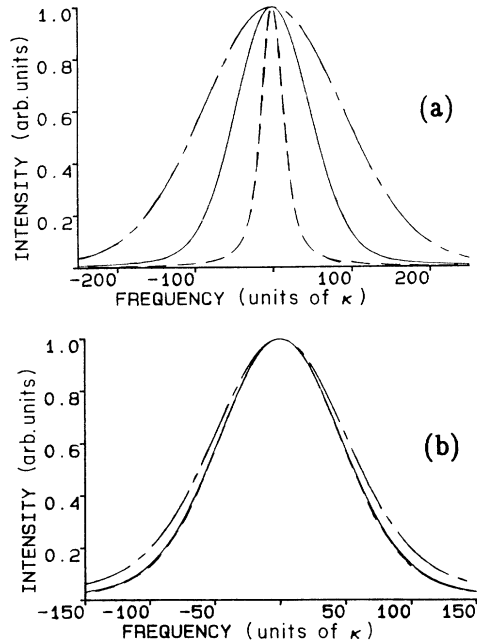 1.0
0.8
0.6
0.4
0.2
INTENSITY (arb.units)
(a)
-200 -100 100 200
FREQUENCY (units of κ)
1.0
0.8
0.6
0.4
0.2
INTENSITY (arb.units)
(b)
-150 -100 -50 50 100 150
FREQUENCY (units of κ)